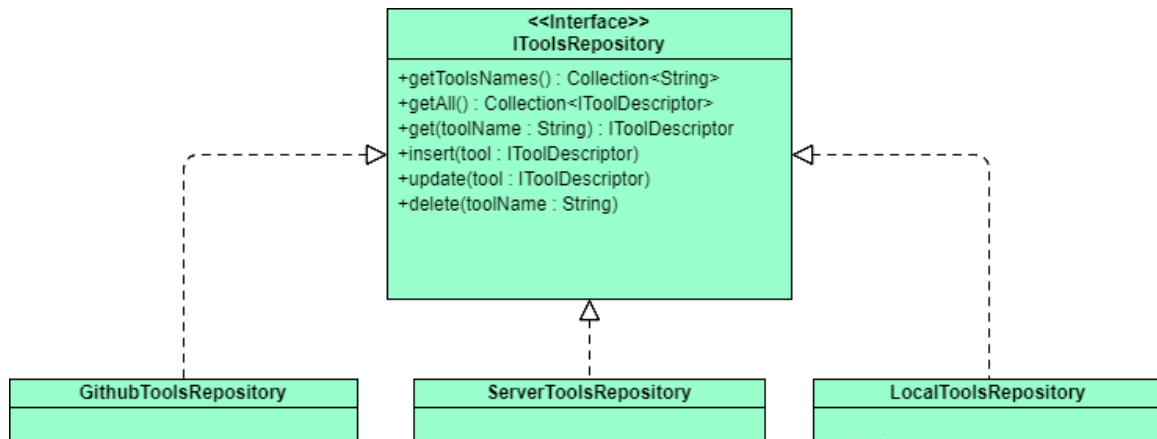 <<Interface>>
IToolsRepository
+getToolsNames() : Collection<String>
+getAll() : Collection<IToolDescriptor>
+get(toolName : String) : IToolDescriptor
+insert(tool : IToolDescriptor)
+update(tool : IToolDescriptor)
+delete(toolName : String)
GithubToolsRepository
ServerToolsRepository
LocalToolsRepository